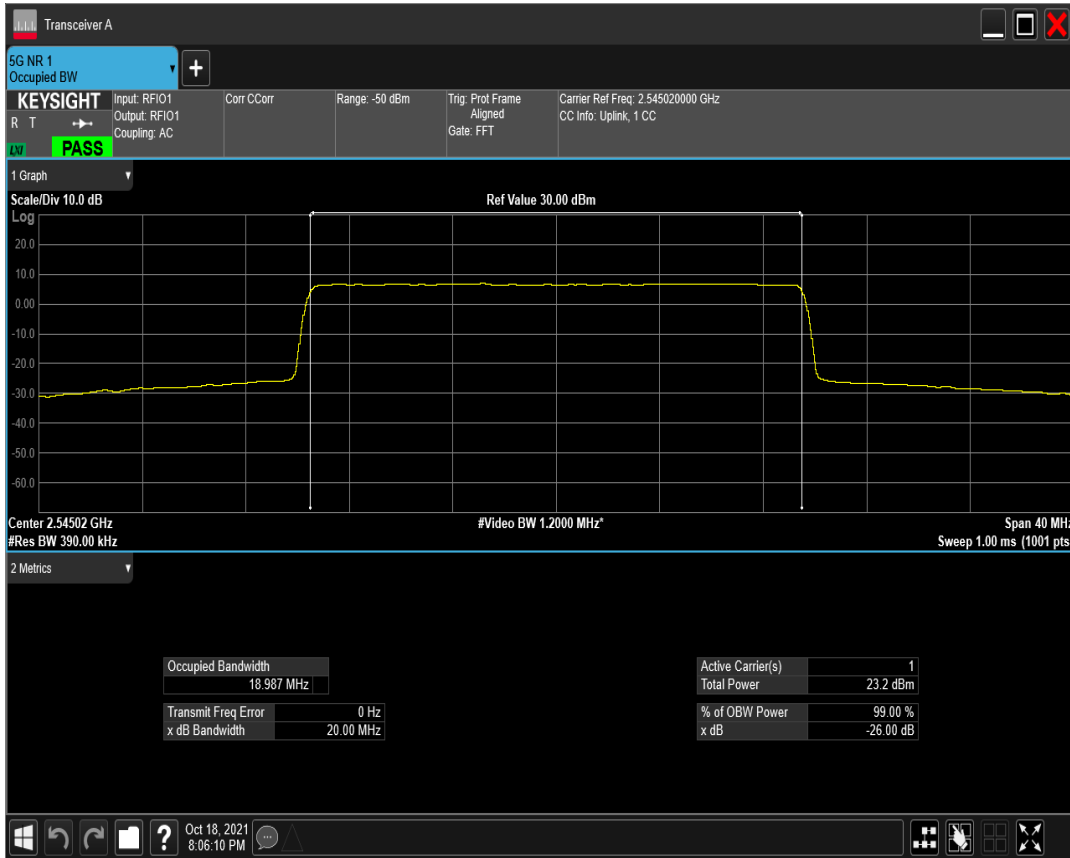 Transceiver A
5G NR 1
Occupied BW
KEYSIGHT
R T
LXI
PASS
Input: RFIO1
Output: RFIO1
Coupling: AC
Corr CCorr
Range: -50 dBm
Trig: Prot Frame
Aligned
Gate: FFT
Carrier Ref Freq: 2.545020000 GHz
CC Info: Uplink, 1 CC
1 Graph
Scale/Div 10.0 dB
Ref Value 30.00 dBm
Log
20.0
10.0
0.00
-10.0
-20.0
-30.0
-40.0
-50.0
-60.0
Center 2.54502 GHz
#Video BW 1.2000 MHz*
Span 40 MHz
#Res BW 390.00 kHz
Sweep 1.00 ms (1001 pts
2 Metrics
Occupied Bandwidth
18.987 MHz
Transmit Freq Error 0 Hz
x dB Bandwidth 20.00 MHz
Active Carrier(s) 1
Total Power 23.2 dBm
% of OBW Power 99.00 %
x dB -26.00 dB
?
Oct 18, 2021
8:06:10 PM